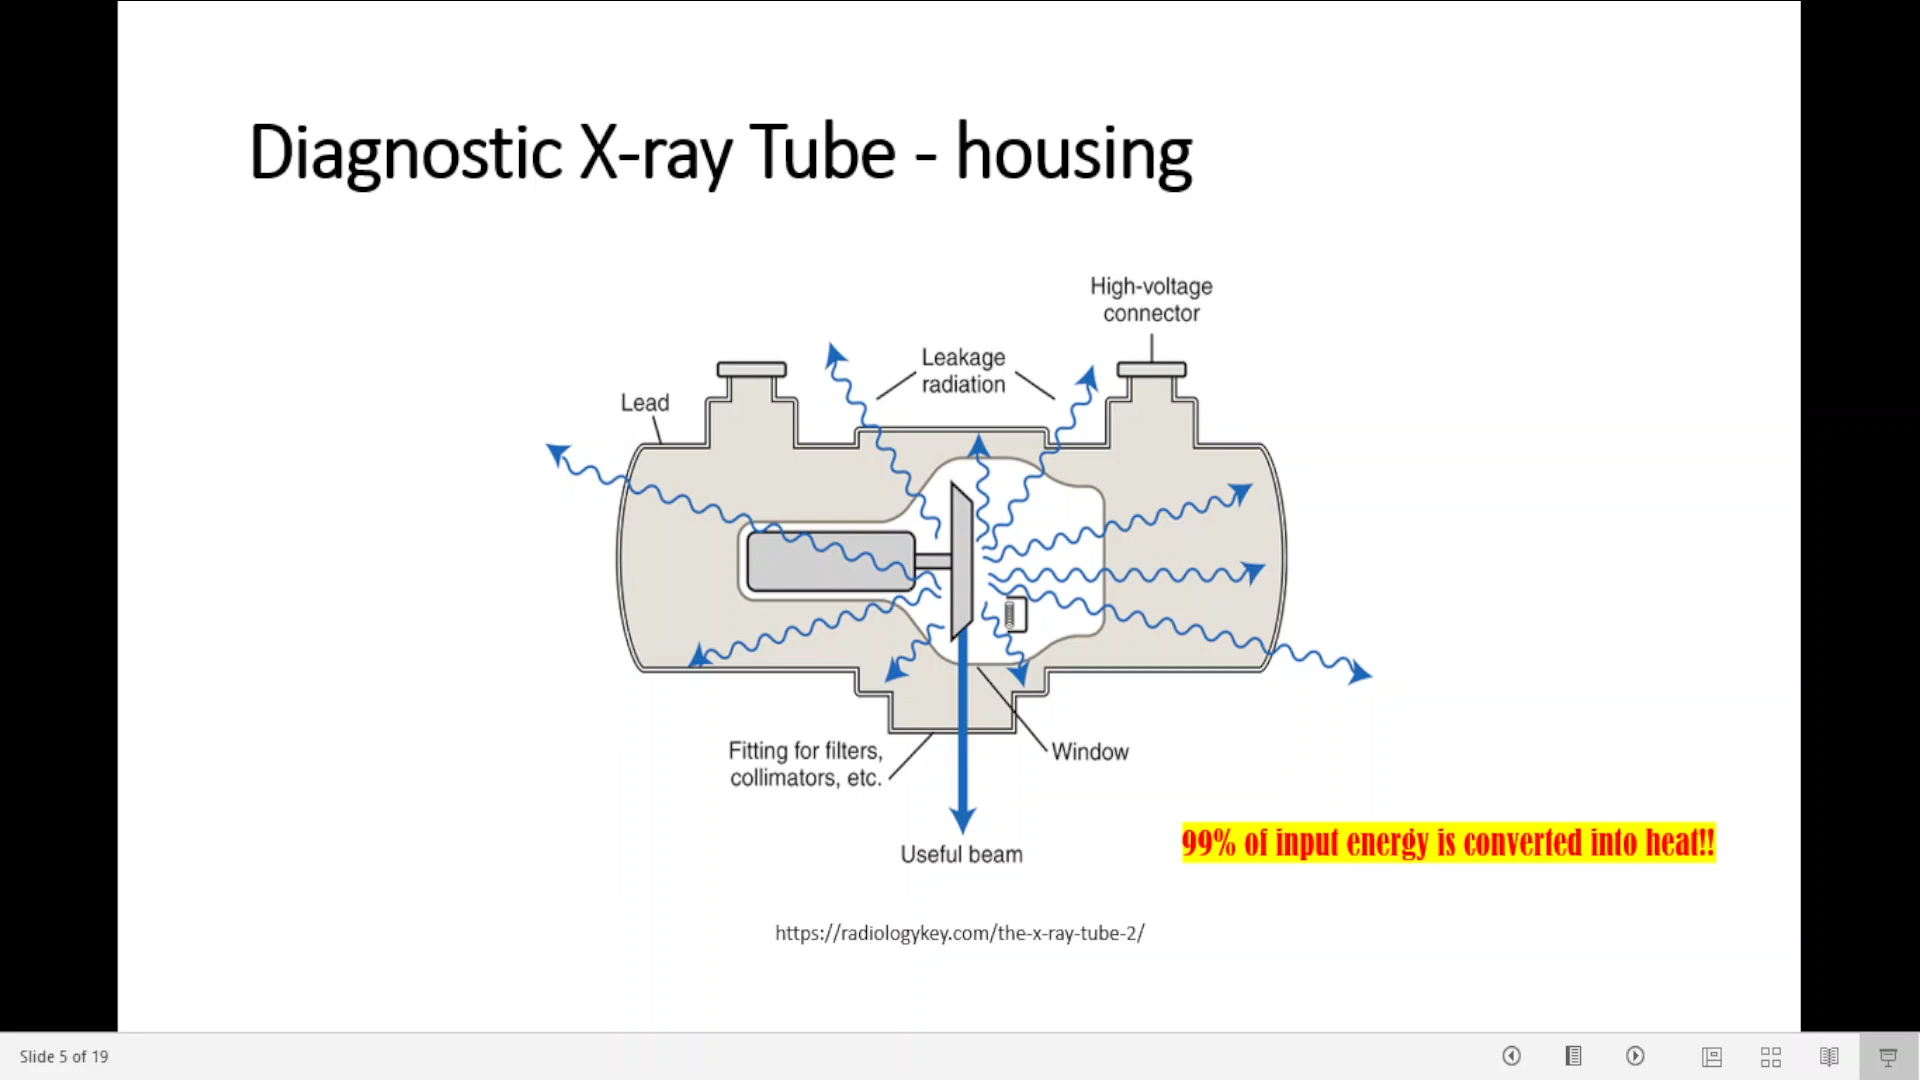 Diagnostic X-ray Tube - housing
High-voltage
connector
Leakage
radiation
Lead
Fitting for filters,
collimators, etc.
Window
Useful beam
99% of input energy is converted into heat!!
https://radiologykey.com/the-x-ray-tube-2/
Slide 5 of 19